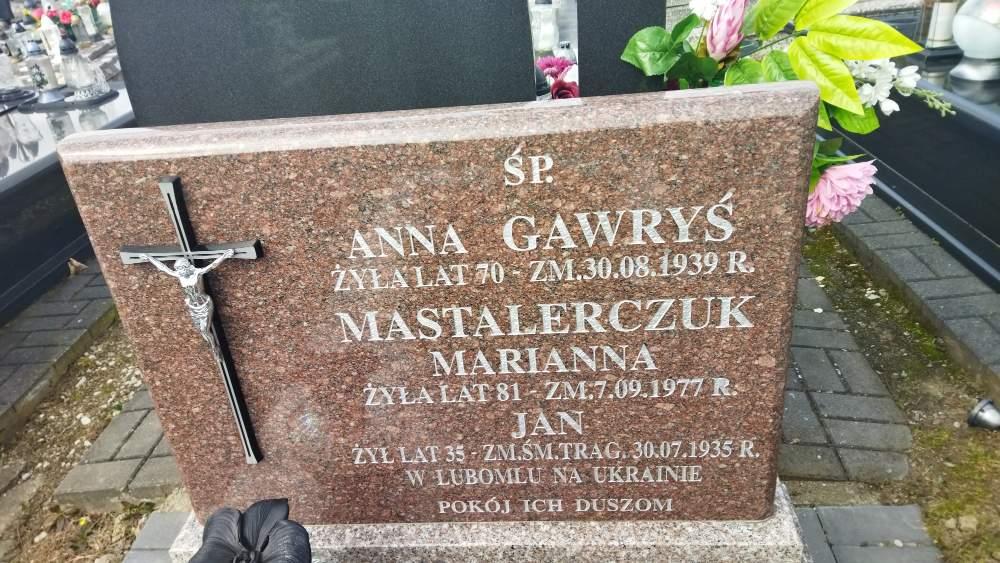 ŚP.
ANNA GAWRYŚ
ŻYŁA LAT 70 - ZM.30.08.1939 R.
MASTALERCZUK
MARIANNA
ŻYŁA LAT 81 - ZM.7.09.1977 R.
JAN
ŻYŁ LAT 35 - ZM.ŚM.TRAG. 30.07.1935 R.
W LUBOMLU NA UKRAINIE
POKÓJ ICH DUSZOM